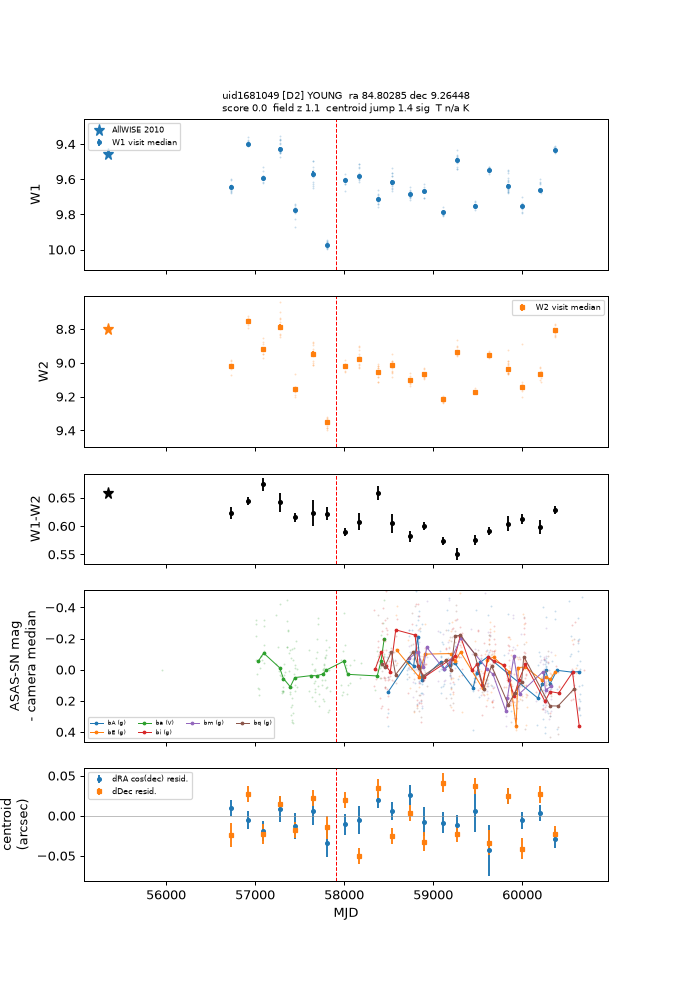 uid1681049 [D2] YOUNG  ra 84.80285 dec 9.26448
score 0.0  field z 1.1  centroid jump 1.4 sig  T n/a K
AllWISE 2010
W1 visit median
9.4
9.6
9.8
10.0
W1
W2 visit median
8.8
9.0
9.2
9.4
W2
0.65
0.60
0.55
W1-W2
−0.4
−0.2
0.0
0.2
0.4
ASAS-SN mag
- camera median
bA (g)
bE (g)
ba (V)
bi (g)
bm (g)
bq (g)
dRA cos(dec) resid.
dDec resid.
0.05
0.00
−0.05
centroid
(arcsec)
56000
57000
58000
59000
60000
MJD